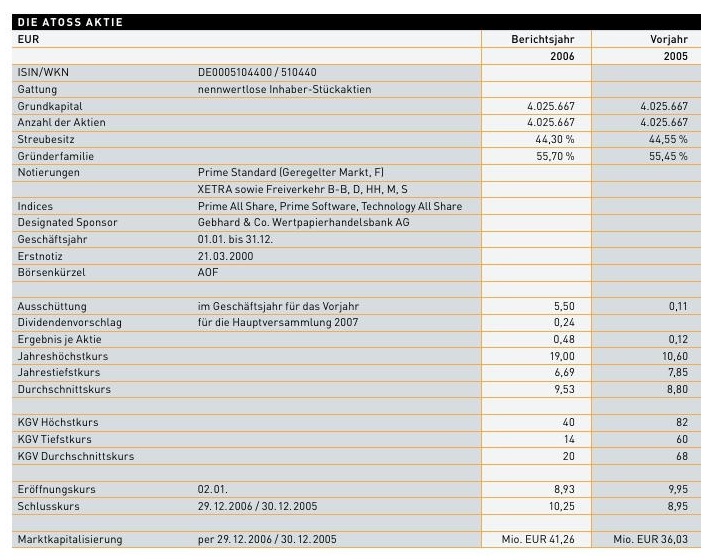 DIE ATOSS AKTIE
EUR Berichtsjahr Vorjahr
2006 2005
ISIN/WKN DE0005104400 / 510440
Gattung nennwertlose Inhaber-Stückaktien
Grundkapital 4.025.667 4.025.667
Anzahl der Aktien 4.025.667 4.025.667
Streubesitz 44,30 % 44,55 %
Gründerfamilie 55,70 % 55,45 %
Notierungen Prime Standard (Geregelter Markt, F)
XETRA sowie Freiverkehr B-B, D, HH, M, S
Indices Prime All Share, Prime Software, Technology All Share
Designated Sponsor Gebhard & Co. Wertpapierhandelsbank AG
Geschäftsjahr 01.01. bis 31.12.
Erstnotiz 21.03.2000
Börsenkürzel AOF
Ausschüttung im Geschäftsjahr für das Vorjahr 5,50 0,11
Dividendenvorschlag für die Hauptversammlung 2007 0,24
Ergebnis je Aktie 0,48 0,12
Jahreshöchstkurs 19,00 10,60
Jahrestiefstkurs 6,69 7,85
Durchschnittskurs 9,53 8,80
KGV Höchstkurs 40 82
KGV Tiefstkurs 14 60
KGV Durchschnittskurs 20 68
Eröffnungskurs 02.01. 8,93 9,95
Schlusskurs 29.12.2006 / 30.12.2005 10,25 8,95
Marktkapitalisierung per 29.12.2006 / 30.12.2005 Mio. EUR 41,26 Mio. EUR 36,03